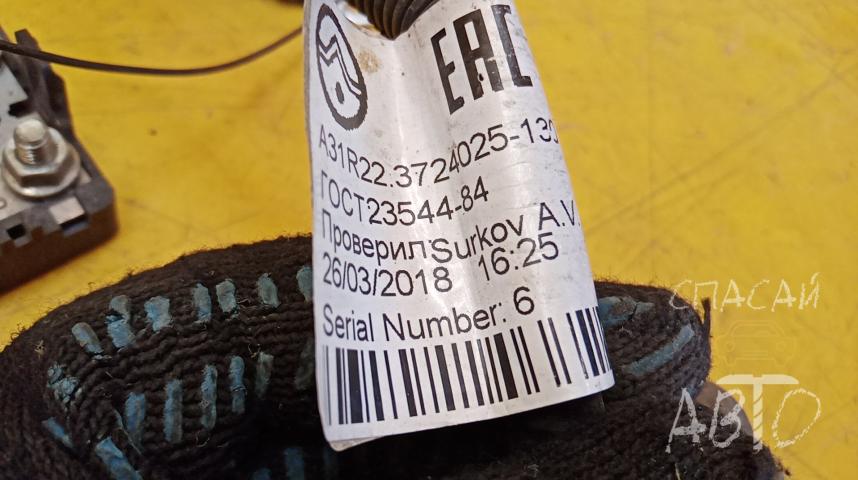 EAC
A31R22.3724025-130
ГОСТ23544-84
Проверил:Surkov A.V.
26/03/2018 16:25
Serial Number: 6
СПАСАЙ
АВТО